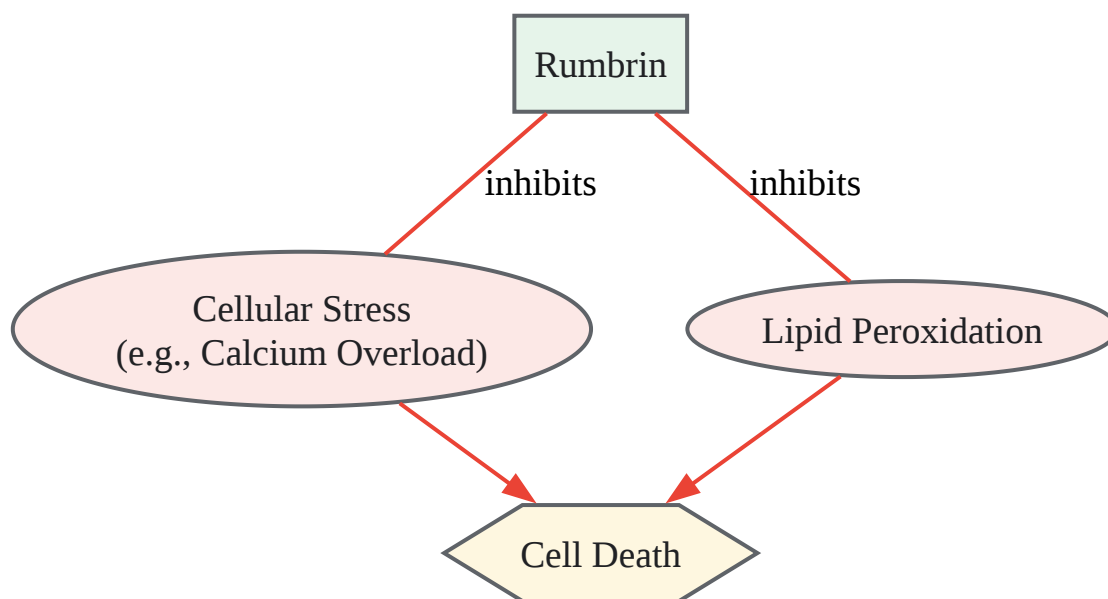 Rumbrin
inhibits
inhibits
Cellular Stress
(e.g., Calcium Overload)
Lipid Peroxidation
Cell Death